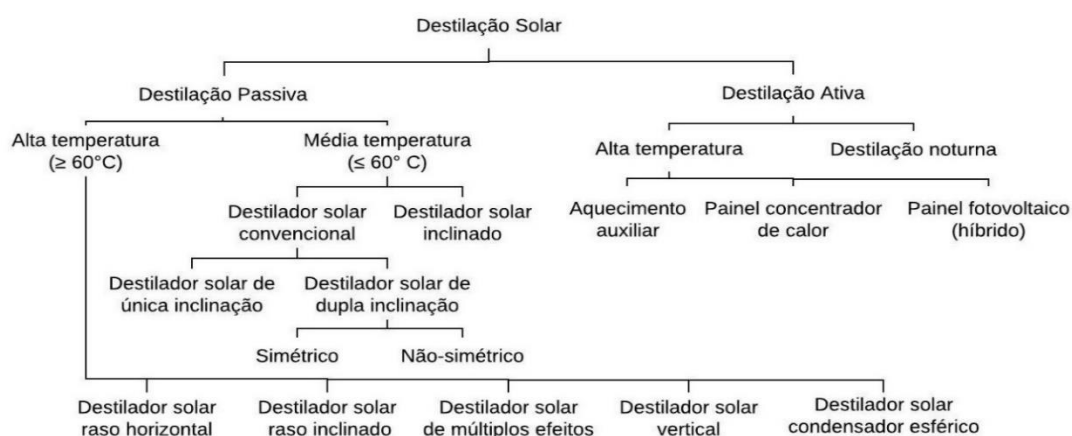 Destilação Solar
Destilação Passiva
Destilação Ativa
Alta temperatura
(≥ 60°C)
Média temperatura
(≤ 60° C)
Alta temperatura
Destilação noturna
Destilador solar
convencional
Destilador solar
inclinado
Aquecimento
auxiliar
Painel concentrador
de calor
Painel fotovoltaico
(híbrido)
Destilador solar de
única inclinação
Destilador solar de
dupla inclinação
Simétrico
Não-simétrico
Destilador solar
raso horizontal
Destilador solar
raso inclinado
Destilador solar
de múltiplos efeitos
Destilador solar
vertical
Destilador solar
condensador esférico